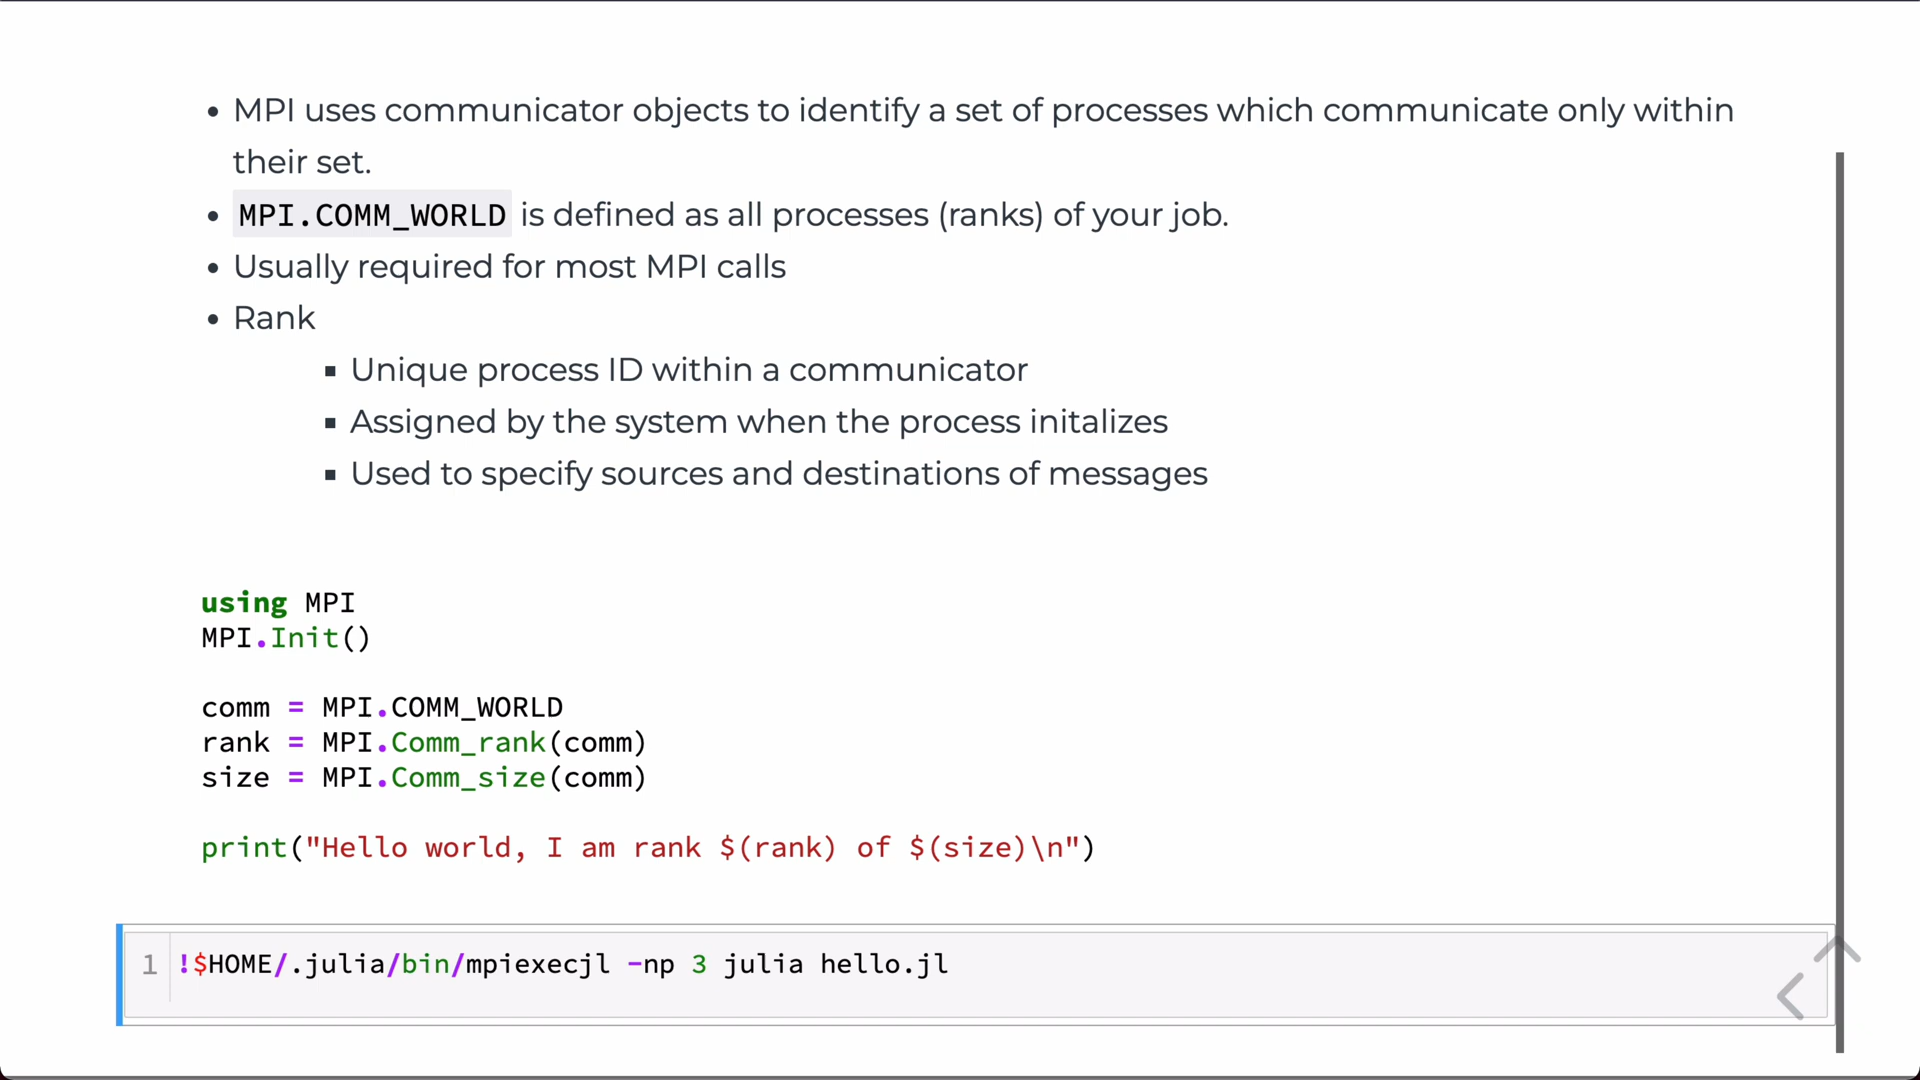 MPI uses communicator objects to identify a set of processes which communicate only within
their set.
MPI.COMM_WORLD is defined as all processes (ranks) of your job.
Usually required for most MPI calls
Rank
Unique process ID within a communicator
Assigned by the system when the process initalizes
Used to specify sources and destinations of messages
using MPI
MPI.Init()
comm = MPI.COMM_WORLD
rank = MPI.Comm_rank(comm)
size = MPI.Comm_size(comm)
print("Hello world, I am rank $(rank) of $(size)\n")
1 !$HOME/.julia/bin/mpiexecjl -np 3 julia hello.jl